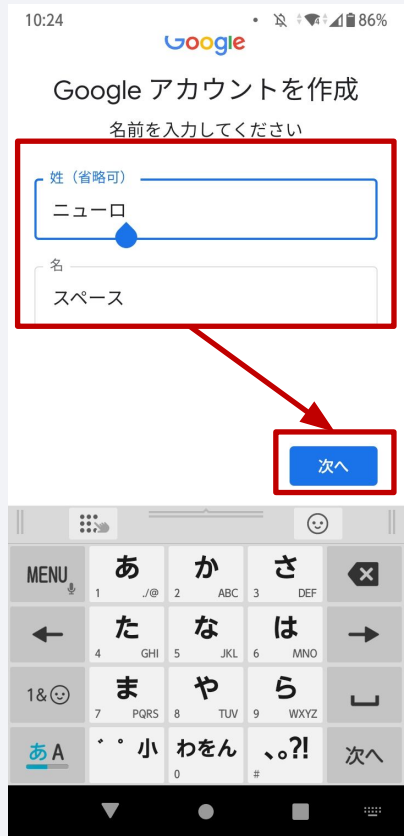 10:24 86%
Google
Google アカウントを作成
名前を入力してください
姓（省略可）
ニューロ
名
スペース
次へ
MENU あ か さ
1 ./@ 2 ABC 3 DEF
た な は
4 GHI 5 JKL 6 MNO
1&☺ ま や ら
7 PQRS 8 TUV 9 WXYZ
あA ゛゜小 わをん 、。?! 次へ
0 #